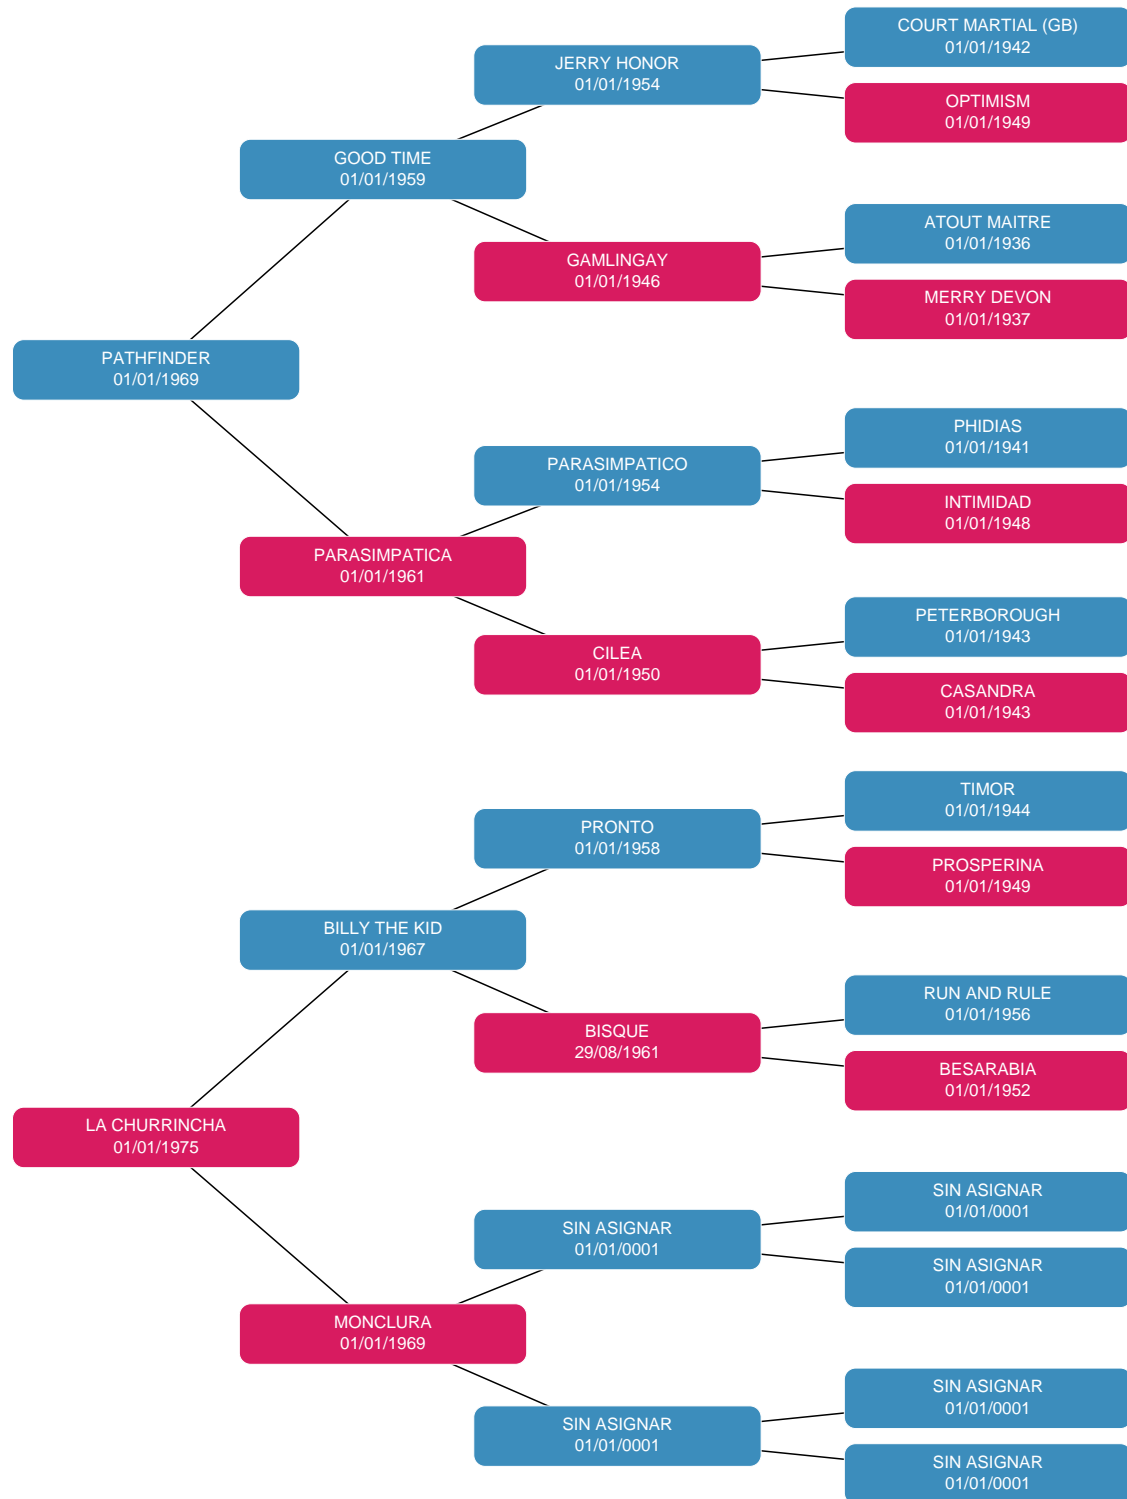 COURT MARTIAL (GB)
01/01/1942
JERRY HONOR
01/01/1954
OPTIMISM
01/01/1949
GOOD TIME
01/01/1959
ATOUT MAITRE
01/01/1936
GAMLINGAY
01/01/1946
MERRY DEVON
01/01/1937
PATHFINDER
01/01/1969
PHIDIAS
01/01/1941
PARASIMPATICO
01/01/1954
INTIMIDAD
01/01/1948
PARASIMPATICA
01/01/1961
PETERBOROUGH
01/01/1943
CILEA
01/01/1950
CASANDRA
01/01/1943
TIMOR
01/01/1944
PRONTO
01/01/1958
PROSPERINA
01/01/1949
BILLY THE KID
01/01/1967
RUN AND RULE
01/01/1956
BISQUE
29/08/1961
BESARABIA
01/01/1952
LA CHURRINCHA
01/01/1975
SIN ASIGNAR
01/01/0001
SIN ASIGNAR
01/01/0001
SIN ASIGNAR
01/01/0001
MONCLURA
01/01/1969
SIN ASIGNAR
01/01/0001
SIN ASIGNAR
01/01/0001
SIN ASIGNAR
01/01/0001